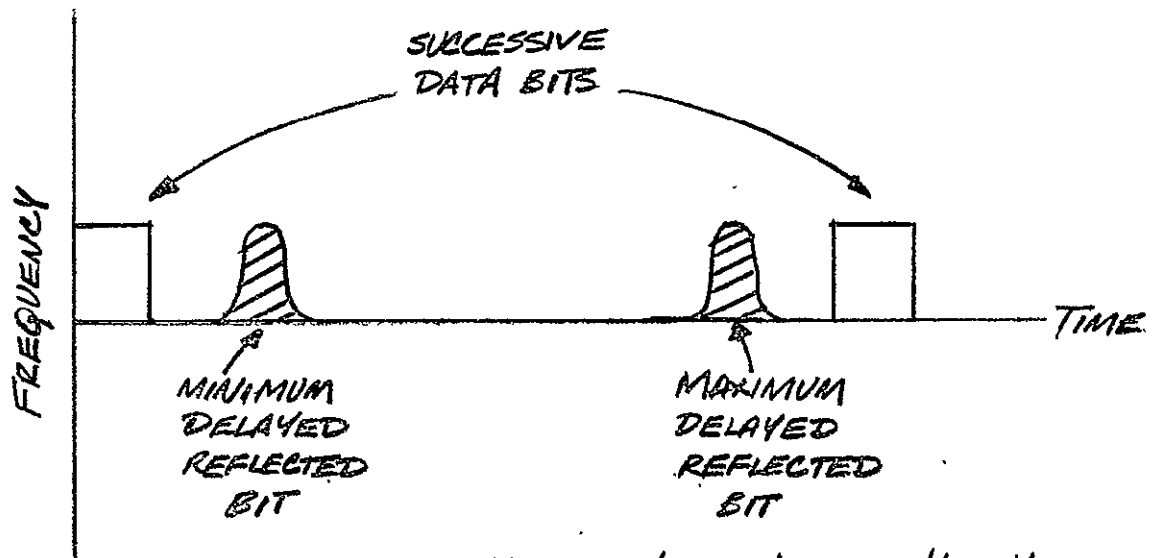 SUCCESSIVE
DATA BITS
FREQUENCY
TIME
MINIMUM
DELAYED
REFLECTED
BIT
MAXIMUM
DELAYED
REFLECTED
BIT